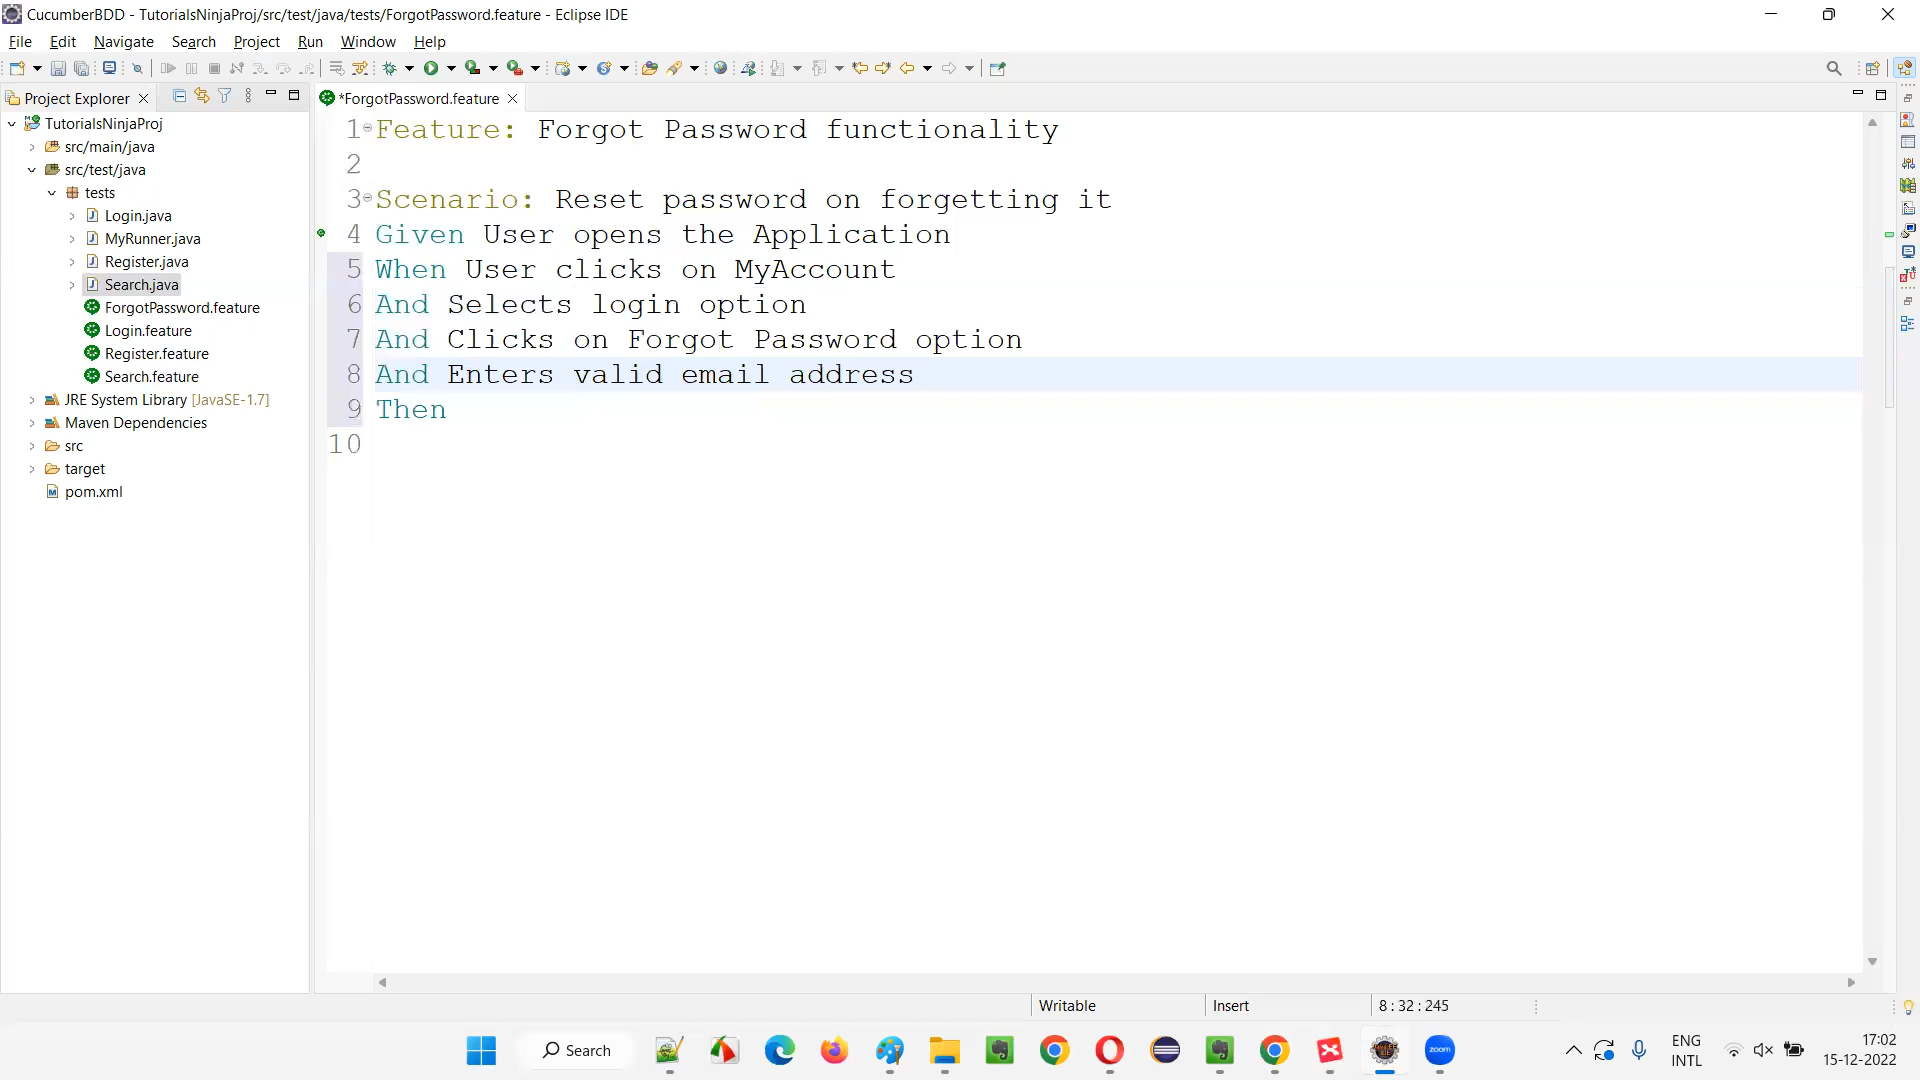 CucumberBDD - TutorialsNinjaProj/src/test/java/tests/ForgotPassword.feature - Eclipse IDE
File Edit Navigate Search Project Run Window Help
Project Explorer
*ForgotPassword.feature
TutorialsNinjaProj
src/main/java
src/test/java
tests
Login.java
MyRunner.java
Register.java
Search.java
ForgotPassword.feature
Login.feature
Register.feature
Search.feature
JRE System Library [JavaSE-1.7]
Maven Dependencies
src
target
pom.xml
1 Feature: Forgot Password functionality
2
3 Scenario: Reset password on forgetting it
4 Given User opens the Application
5 When User clicks on MyAccount
6 And Selects login option
7 And Clicks on Forgot Password option
8 And Enters valid email address
9 Then
10
Writable Insert 8 : 32 : 245
Search
zoom
ENG
INTL
17:02
15-12-2022